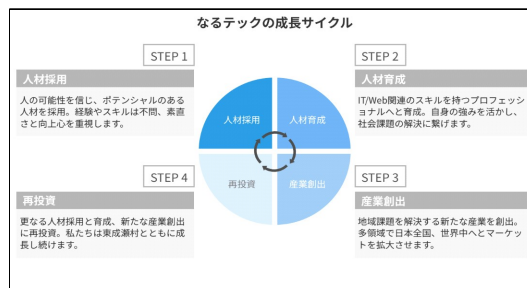 なるテックの成長サイクル
STEP 1
人材採用
人の可能性を信じ、ポテンシャルのある
人材を採用。経験やスキルは不問、素直
さと向上心を重視します。
STEP 2
人材育成
IT/Web関連のスキルを持つプロフェッシ
ョナルへと育成。自身の強みを活かし、
社会課題の解決に繋げます。
人材採用
人材育成
再投資
産業創出
STEP 4
再投資
更なる人材採用と育成、新たな産業創出
に再投資。私たちは東成瀬村とともに成
長し続けます。
STEP 3
産業創出
地域課題を解決する新たな産業を創出。
多領域で日本全国、世界中へとマーケッ
トを拡大させます。